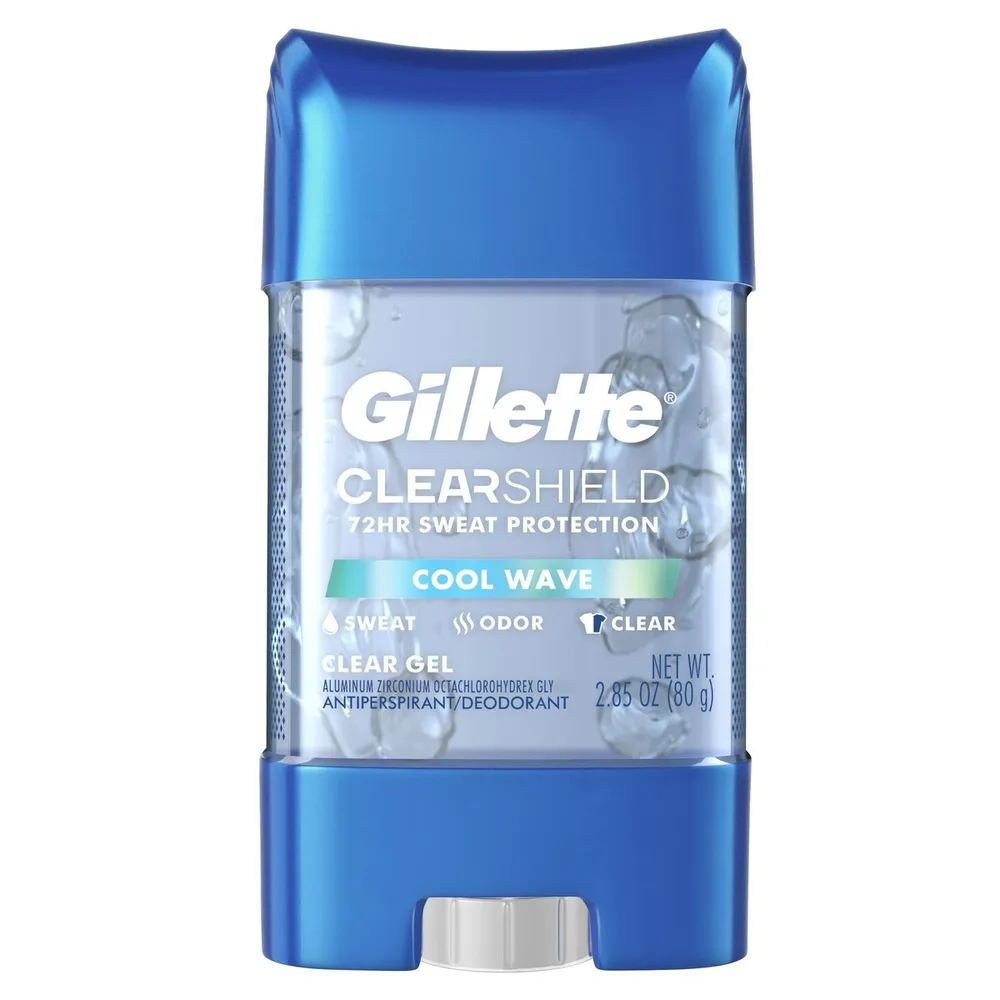 Gillette®
CLEARSHIELD
72HR SWEAT PROTECTION
COOL WAVE
SWEAT ODOR CLEAR
CLEAR GEL
ALUMINUM ZIRCONIUM OCTACHLOROHYDREX GLY
ANTIPERSPIRANT/DEODORANT
NET WT.
2.85 OZ (80 g)